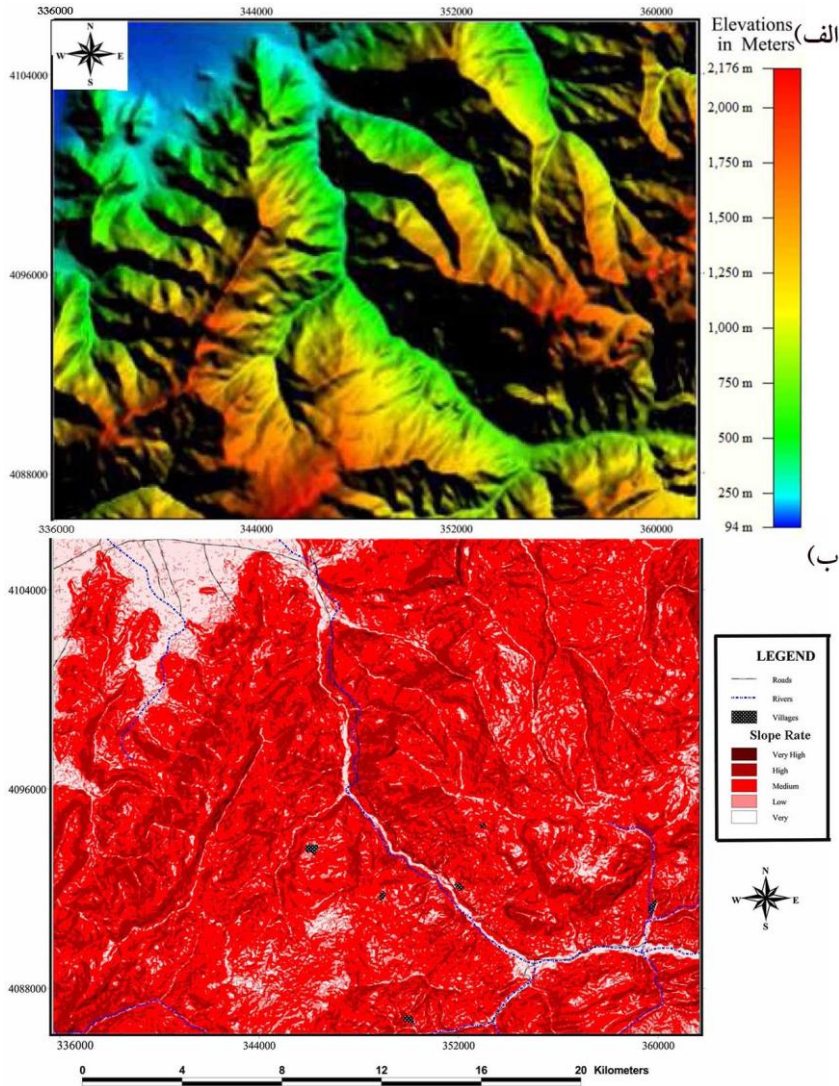 336000 344000 352000 360000
الف)
Elevations
in Meters
N
W E
S
4104000
4096000
4088000
2,176 m
2,000 m
1,750 m
1,500 m
1,250 m
1,000 m
750 m
500 m
250 m
94 m
336000 344000 352000 360000
ب)
4104000
4096000
4088000
LEGEND
Roads
Rivers
Villages
Slope Rate
Very High
High
Medium
Low
Very
N
W E
S
336000 344000 352000 360000
0 4 8 12 16 20 Kilometers